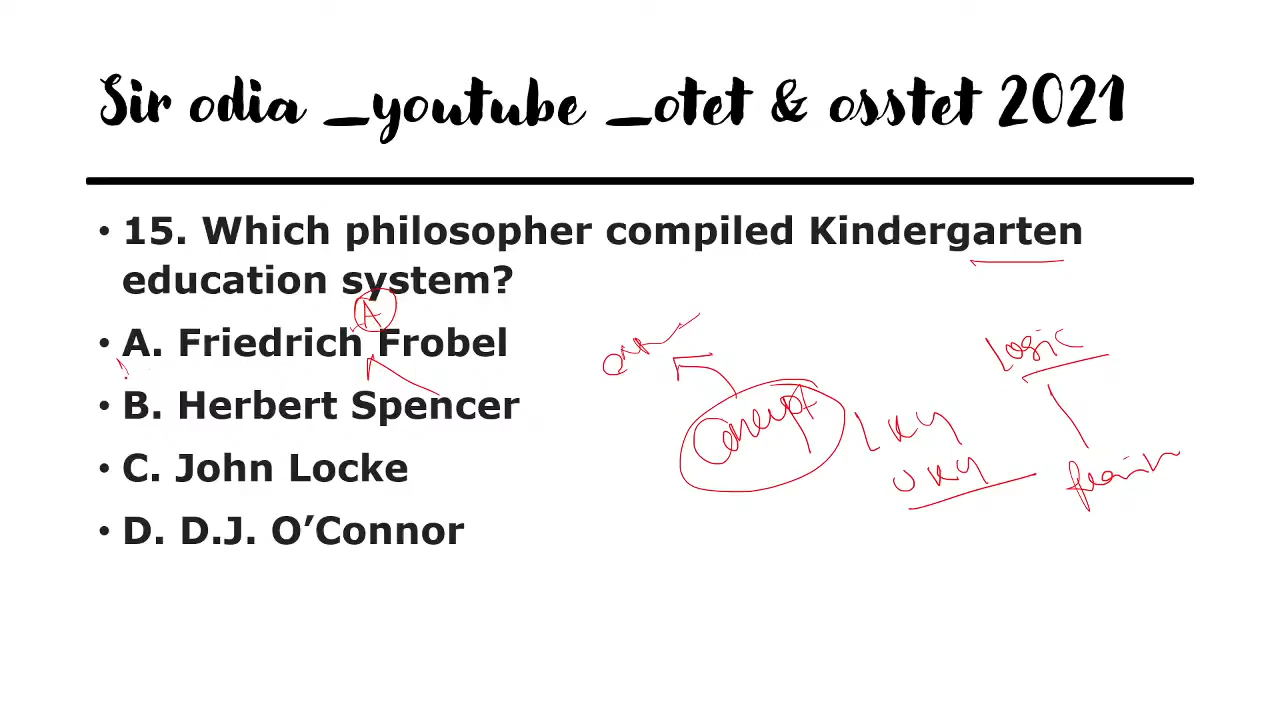 Sir odia _youtube _otet & osstet 2021
• 15. Which philosopher compiled Kindergarten
education system?
A
• A. Friedrich Frobel
• B. Herbert Spencer
• C. John Locke
• D. D.J. O’Connor
Logic
Concept
LKG
UKG